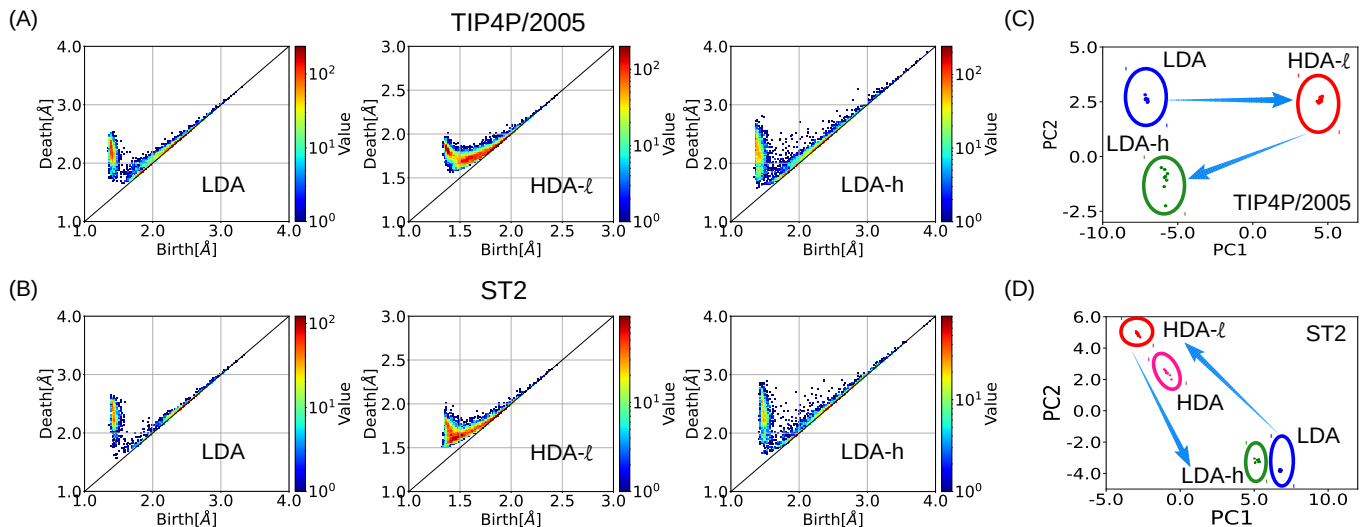 (A)
TIP4P/2005
4.0
3.0
2.0
1.0
1.0
2.0
3.0
4.0
Death[Å]
Birth[Å]
LDA
10²
10¹
10⁰
Value
3.0
2.5
2.0
1.5
1.0
1.0
1.5
2.0
2.5
3.0
Death[Å]
Birth[Å]
HDA-ℓ
10²
10¹
10⁰
Value
4.0
3.0
2.0
1.0
1.0
2.0
3.0
4.0
Death[Å]
Birth[Å]
LDA-h
10²
10¹
10⁰
Value
(C)
5.0
2.5
0.0
-2.5
-10.0
-5.0
0.0
5.0
PC2
PC1
LDA
HDA-ℓ
LDA-h
TIP4P/2005
(B)
ST2
4.0
3.0
2.0
1.0
1.0
2.0
3.0
4.0
Death[Å]
Birth[Å]
LDA
10²
10¹
10⁰
Value
3.0
2.5
2.0
1.5
1.0
1.0
1.5
2.0
2.5
3.0
Death[Å]
Birth[Å]
HDA-ℓ
10¹
10⁰
Value
4.0
3.0
2.0
1.0
1.0
2.0
3.0
4.0
Death[Å]
Birth[Å]
LDA-h
10¹
10⁰
Value
(D)
6.0
4.0
2.0
0.0
-2.0
-4.0
-5.0
0.0
5.0
10.0
PC2
PC1
HDA-ℓ
ST2
HDA
LDA
LDA-h